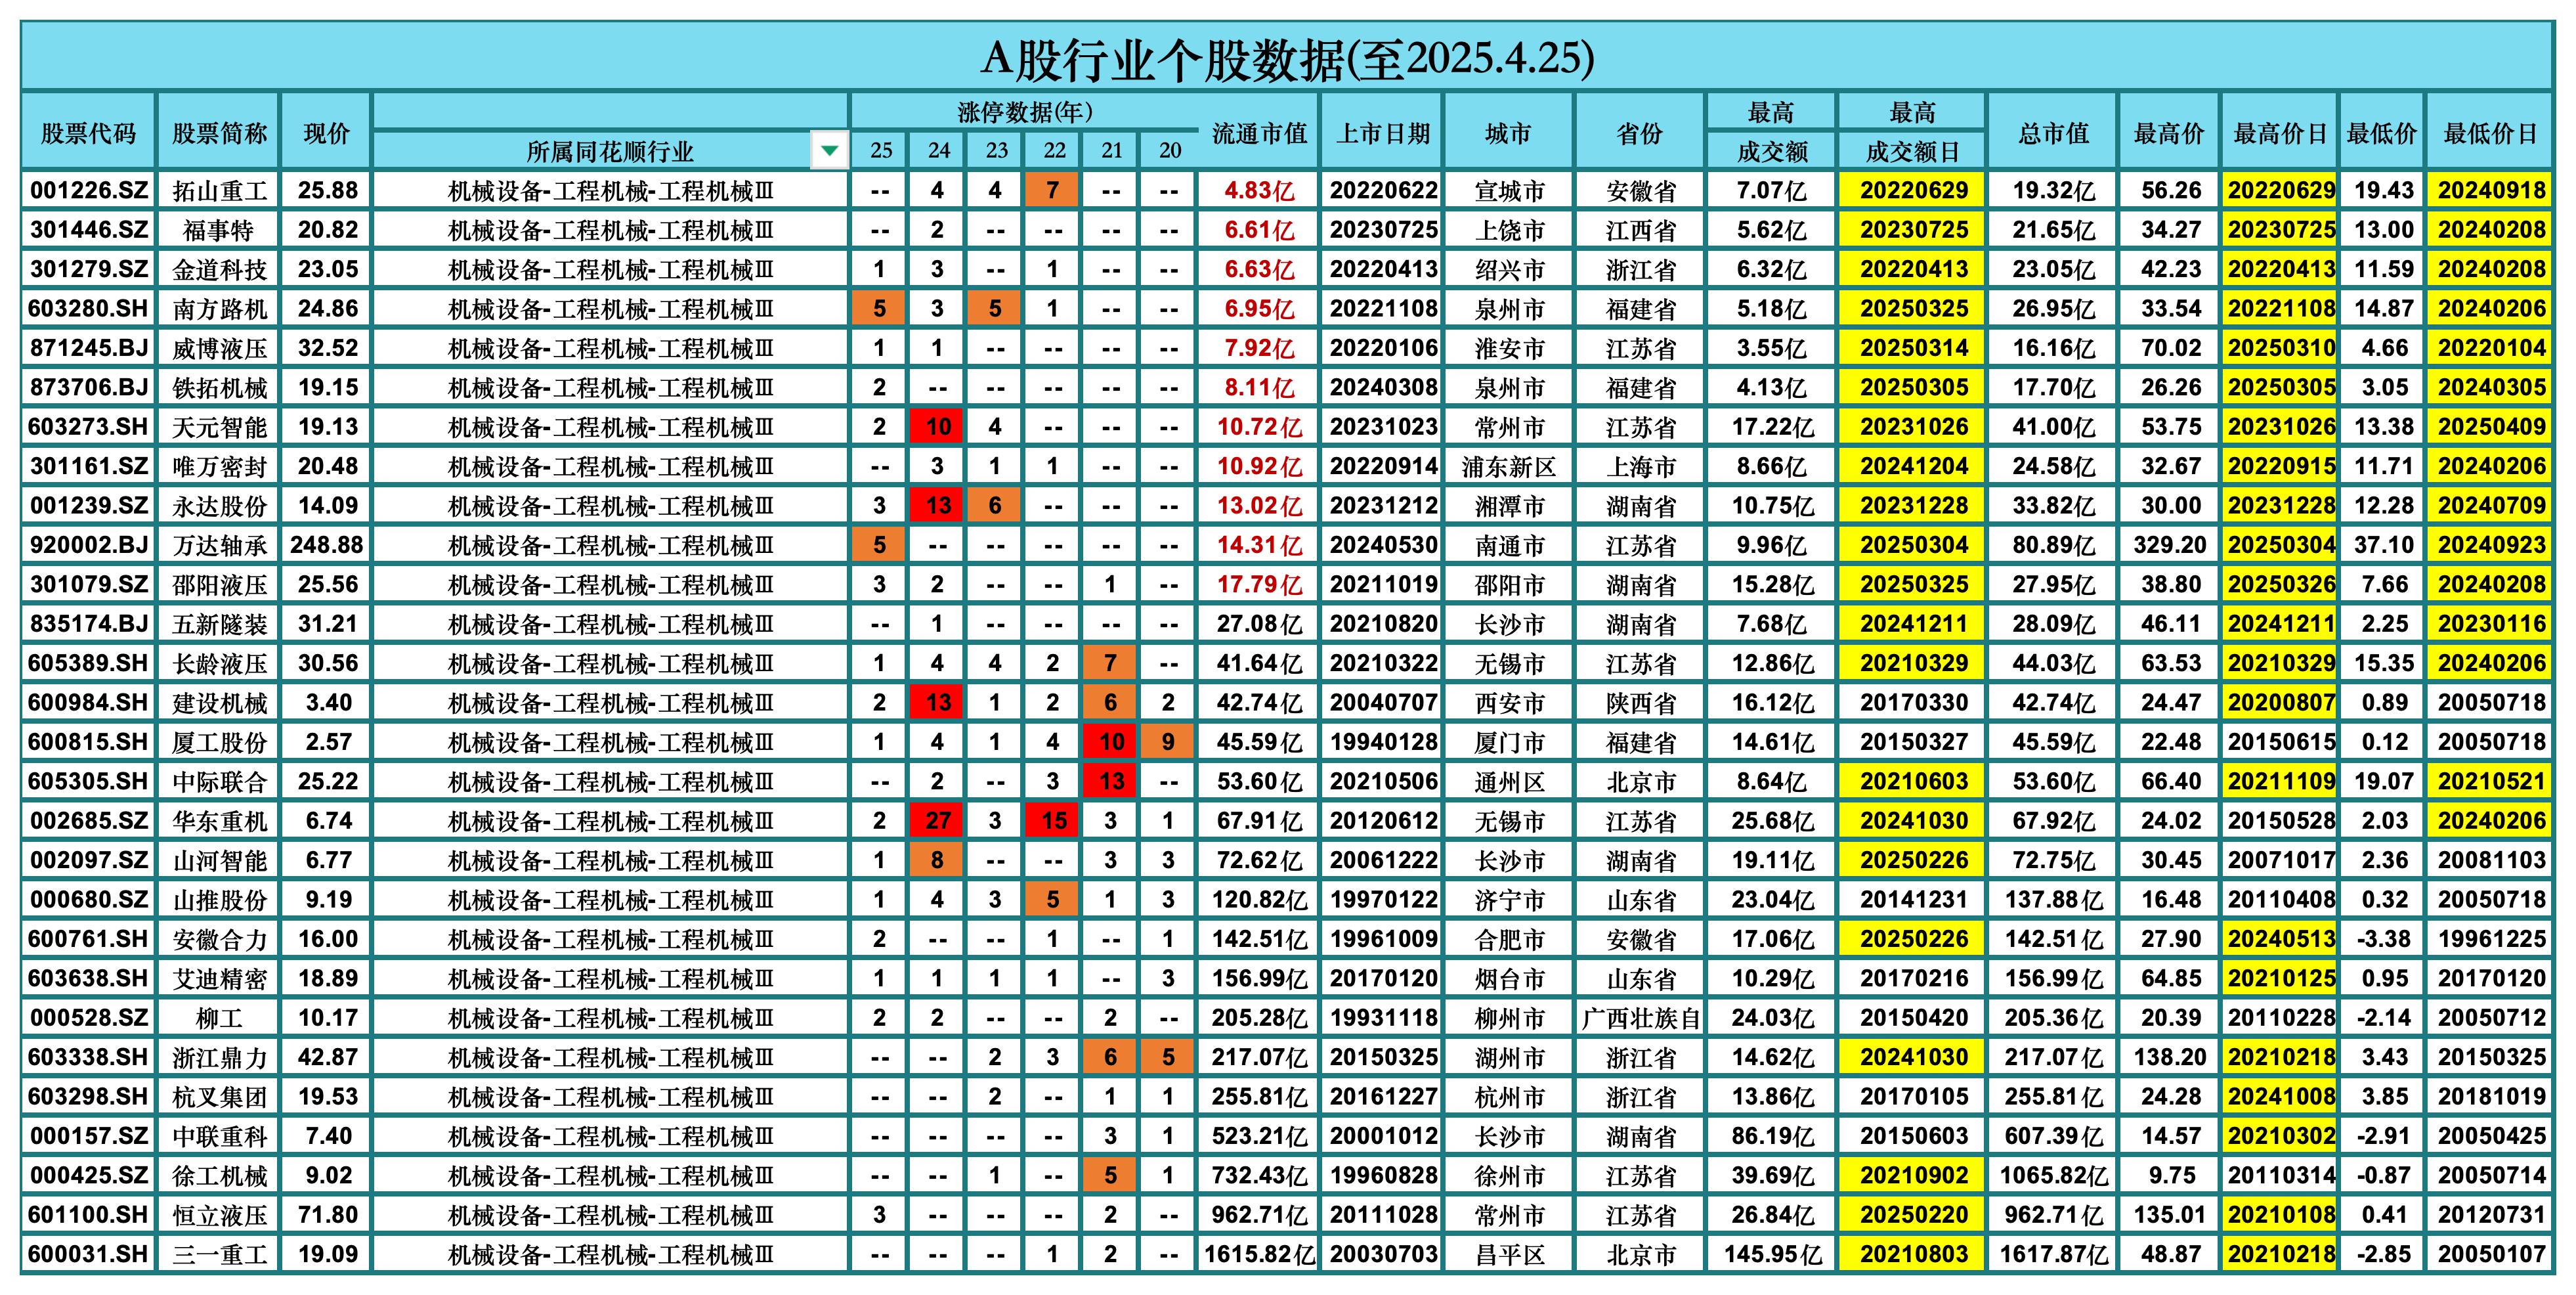 A股行业个股数据(至2025.4.25)
股票代码 股票简称 现价 所属同花顺行业 涨停数据(年) 25 24 23 22 21 20 流通市值 上市日期 城市 省份 最高成交额 最高成交额日 总市值 最高价 最高价日 最低价 最低价日
001226.SZ 拓山重工 25.88 机械设备-工程机械-工程机械Ⅲ -- 4 4 7 -- -- 4.83亿 20220622 宣城市 安徽省 7.07亿 20220629 19.32亿 56.26 20220629 19.43 20240918
301446.SZ 福事特 20.82 机械设备-工程机械-工程机械Ⅲ -- 2 -- -- -- -- 6.61亿 20230725 上饶市 江西省 5.62亿 20230725 21.65亿 34.27 20230725 13.00 20240208
301279.SZ 金道科技 23.05 机械设备-工程机械-工程机械Ⅲ 1 3 -- 1 -- -- 6.63亿 20220413 绍兴市 浙江省 6.32亿 20220413 23.05亿 42.23 20220413 11.59 20240208
603280.SH 南方路机 24.86 机械设备-工程机械-工程机械Ⅲ 5 3 5 1 -- -- 6.95亿 20221108 泉州市 福建省 5.18亿 20250325 26.95亿 33.54 20221108 14.87 20240206
871245.BJ 威博液压 32.52 机械设备-工程机械-工程机械Ⅲ 1 1 -- -- -- -- 7.92亿 20220106 淮安市 江苏省 3.55亿 20250314 16.16亿 70.02 20250310 4.66 20220104
873706.BJ 铁拓机械 19.15 机械设备-工程机械-工程机械Ⅲ 2 -- -- -- -- -- 8.11亿 20240308 泉州市 福建省 4.13亿 20250305 17.70亿 26.26 20250305 3.05 20240305
603273.SH 天元智能 19.13 机械设备-工程机械-工程机械Ⅲ 2 10 4 -- -- -- 10.72亿 20231023 常州市 江苏省 17.22亿 20231026 41.00亿 53.75 20231026 13.38 20250409
301161.SZ 唯万密封 20.48 机械设备-工程机械-工程机械Ⅲ -- 3 1 1 -- -- 10.92亿 20220914 浦东新区 上海市 8.66亿 20241204 24.58亿 32.67 20220915 11.71 20240206
001239.SZ 永达股份 14.09 机械设备-工程机械-工程机械Ⅲ 3 13 6 -- -- -- 13.02亿 20231212 湘潭市 湖南省 10.75亿 20231228 33.82亿 30.00 20231228 12.28 20240709
920002.BJ 万达轴承 248.88 机械设备-工程机械-工程机械Ⅲ 5 -- -- -- -- -- 14.31亿 20240530 南通市 江苏省 9.96亿 20250304 80.89亿 329.20 20250304 37.10 20240923
301079.SZ 邵阳液压 25.56 机械设备-工程机械-工程机械Ⅲ 3 2 -- -- 1 -- 17.79亿 20211019 邵阳市 湖南省 15.28亿 20250325 27.95亿 38.80 20250326 7.66 20240208
835174.BJ 五新隧装 31.21 机械设备-工程机械-工程机械Ⅲ -- 1 -- -- -- -- 27.08亿 20210820 长沙市 湖南省 7.68亿 20241211 28.09亿 46.11 20241211 2.25 20230116
605389.SH 长龄液压 30.56 机械设备-工程机械-工程机械Ⅲ 1 4 4 2 7 -- 41.64亿 20210322 无锡市 江苏省 12.86亿 20210329 44.03亿 63.53 20210329 15.35 20240206
600984.SH 建设机械 3.40 机械设备-工程机械-工程机械Ⅲ 2 13 1 2 6 2 42.74亿 20040707 西安市 陕西省 16.12亿 20170330 42.74亿 24.47 20200807 0.89 20050718
600815.SH 厦工股份 2.57 机械设备-工程机械-工程机械Ⅲ 1 4 1 4 10 9 45.59亿 19940128 厦门市 福建省 14.61亿 20150327 45.59亿 22.48 20150615 0.12 20050718
605305.SH 中际联合 25.22 机械设备-工程机械-工程机械Ⅲ -- 2 -- 3 13 -- 53.60亿 20210506 通州区 北京市 8.64亿 20210603 53.60亿 66.40 20211109 19.07 20210521
002685.SZ 华东重机 6.74 机械设备-工程机械-工程机械Ⅲ 2 27 3 15 3 1 67.91亿 20120612 无锡市 江苏省 25.68亿 20241030 67.92亿 24.02 20150528 2.03 20240206
002097.SZ 山河智能 6.77 机械设备-工程机械-工程机械Ⅲ 1 8 -- -- 3 3 72.62亿 20061222 长沙市 湖南省 19.11亿 20250226 72.75亿 30.45 20071017 2.36 20081103
000680.SZ 山推股份 9.19 机械设备-工程机械-工程机械Ⅲ 1 4 3 5 1 3 120.82亿 19970122 济宁市 山东省 23.04亿 20141231 137.88亿 16.48 20110408 0.32 20050718
600761.SH 安徽合力 16.00 机械设备-工程机械-工程机械Ⅲ 2 -- -- 1 -- 1 142.51亿 19961009 合肥市 安徽省 17.06亿 20250226 142.51亿 27.90 20240513 -3.38 19961225
603638.SH 艾迪精密 18.89 机械设备-工程机械-工程机械Ⅲ 1 1 1 1 -- 3 156.99亿 20170120 烟台市 山东省 10.29亿 20170216 156.99亿 64.85 20210125 0.95 20170120
000528.SZ 柳工 10.17 机械设备-工程机械-工程机械Ⅲ 2 2 -- -- 2 -- 205.28亿 19931118 柳州市 广西壮族自 24.03亿 20150420 205.36亿 20.39 20110228 -2.14 20050712
603338.SH 浙江鼎力 42.87 机械设备-工程机械-工程机械Ⅲ -- -- 2 3 6 5 217.07亿 20150325 湖州市 浙江省 14.62亿 20241030 217.07亿 138.20 20210218 3.43 20150325
603298.SH 杭叉集团 19.53 机械设备-工程机械-工程机械Ⅲ -- -- 2 -- 1 1 255.81亿 20161227 杭州市 浙江省 13.86亿 20170105 255.81亿 24.28 20241008 3.85 20181019
000157.SZ 中联重科 7.40 机械设备-工程机械-工程机械Ⅲ -- -- -- -- 3 1 523.21亿 20001012 长沙市 湖南省 86.19亿 20150603 607.39亿 14.57 20210302 -2.91 20050425
000425.SZ 徐工机械 9.02 机械设备-工程机械-工程机械Ⅲ -- -- 1 -- 5 1 732.43亿 19960828 徐州市 江苏省 39.69亿 20210902 1065.82亿 9.75 20110314 -0.87 20050714
601100.SH 恒立液压 71.80 机械设备-工程机械-工程机械Ⅲ 3 -- -- -- 2 -- 962.71亿 20111028 常州市 江苏省 26.84亿 20250220 962.71亿 135.01 20210108 0.41 20120731
600031.SH 三一重工 19.09 机械设备-工程机械-工程机械Ⅲ -- -- -- 1 2 -- 1615.82亿 20030703 昌平区 北京市 145.95亿 20210803 1617.87亿 48.87 20210218 -2.85 20050107